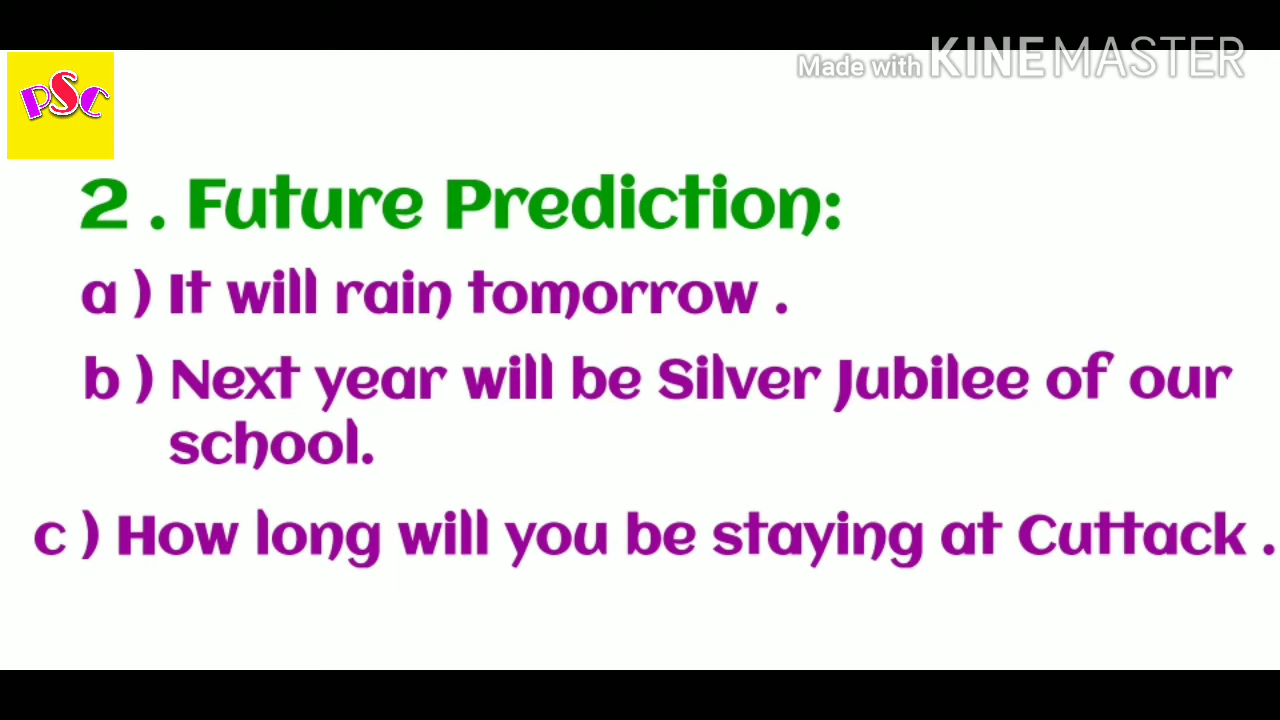 Made with KINEMASTER
PSC
2 . Future Prediction:
a ) It will rain tomorrow .
b ) Next year will be Silver Jubilee of our
school.
c ) How long will you be staying at Cuttack .